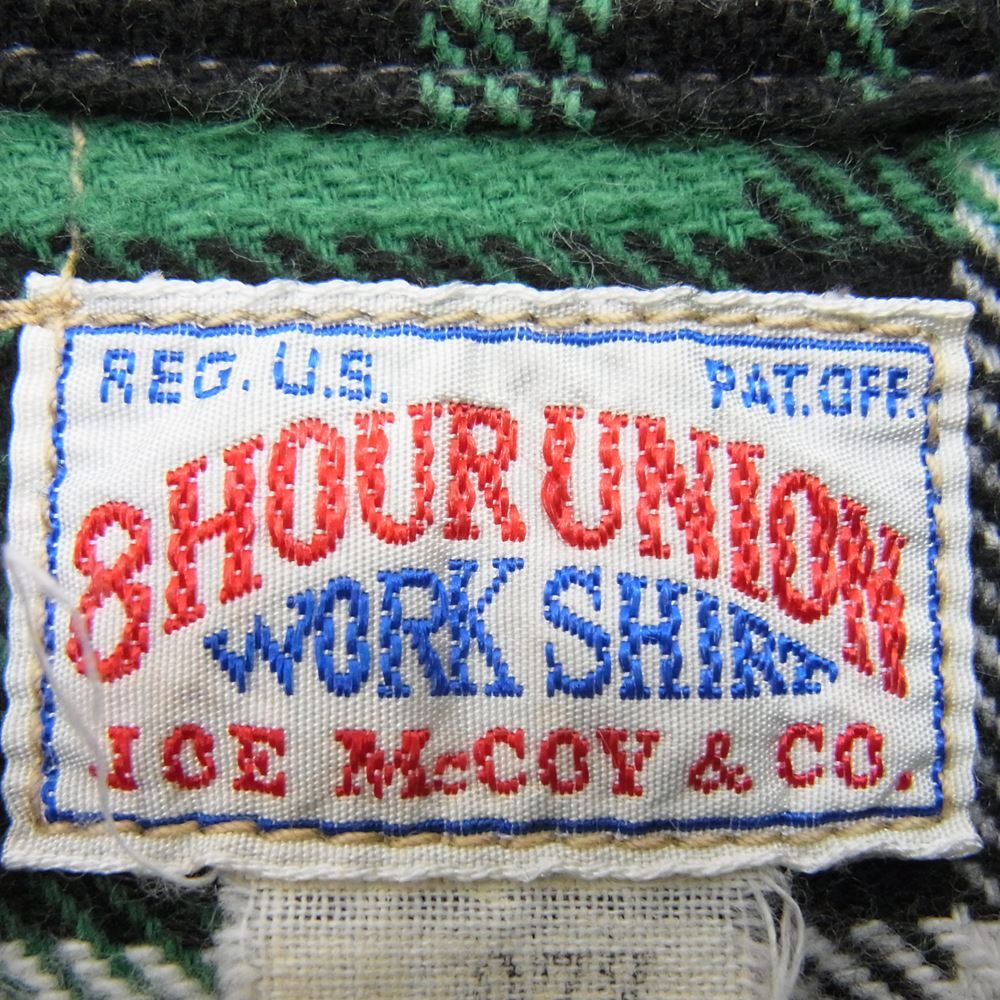 REG. U.S. PAT. OFF.
8 HOUR UNION
WORK SHIRT
JOE McCOY & CO.